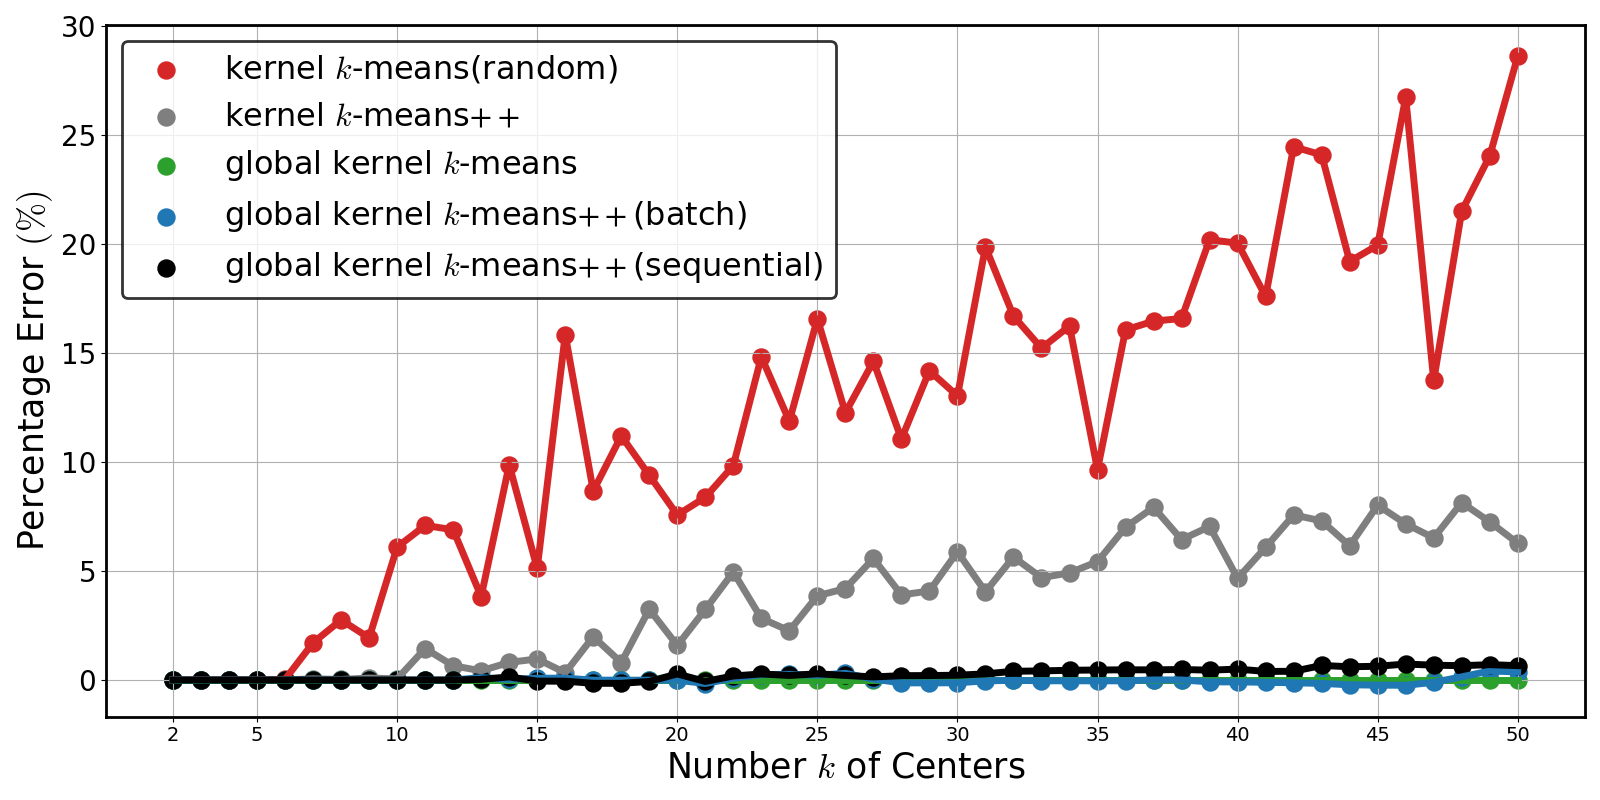 30
25
20
15
10
5
0
Percentage Error (%)
kernel k-means(random)
kernel k-means++
global kernel k-means
global kernel k-means++(batch)
global kernel k-means++(sequential)
2 5 10 15 20 25 30 35 40 45 50
Number k of Centers